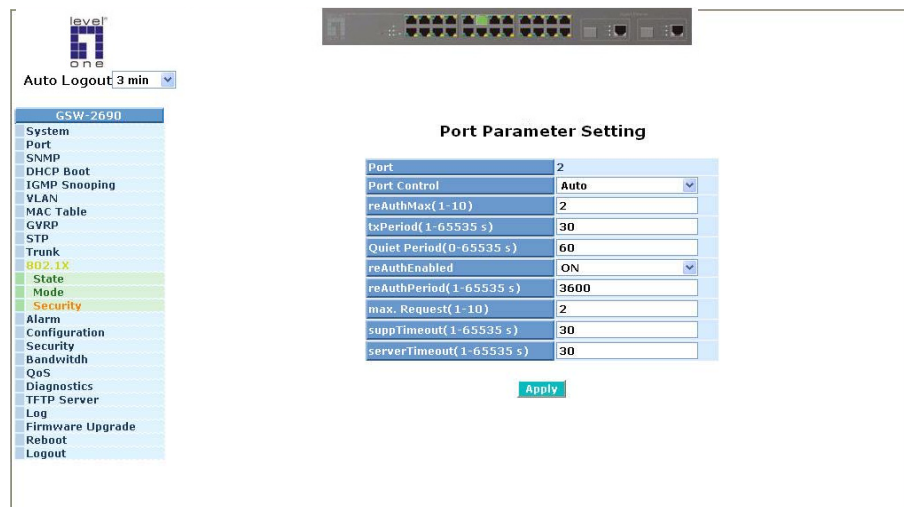 level
one
Auto Logout 3 min
GSW-2690
System
Port
SNMP
DHCP Boot
IGMP Snooping
VLAN
MAC Table
GVRP
STP
Trunk
802.1X
State
Mode
Security
Alarm
Configuration
Security
Bandwitdh
QoS
Diagnostics
TFTP Server
Log
Firmware Upgrade
Reboot
Logout
Port Parameter Setting
Port 2
Port Control Auto
reAuthMax(1-10) 2
txPeriod(1-65535 s) 30
Quiet Period(0-65535 s) 60
reAuthEnabled ON
reAuthPeriod(1-65535 s) 3600
max. Request(1-10) 2
suppTimeout(1-65535 s) 30
serverTimeout(1-65535 s) 30
Apply